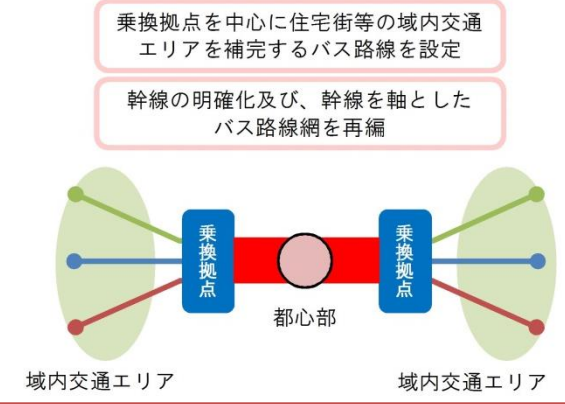 乗換拠点を中心に住宅街等の域内交通
エリアを補完するバス路線を設定
幹線の明確化及び、幹線を軸とした
バス路線網を再編
乗換拠点
乗換拠点
都心部
域内交通エリア
域内交通エリア